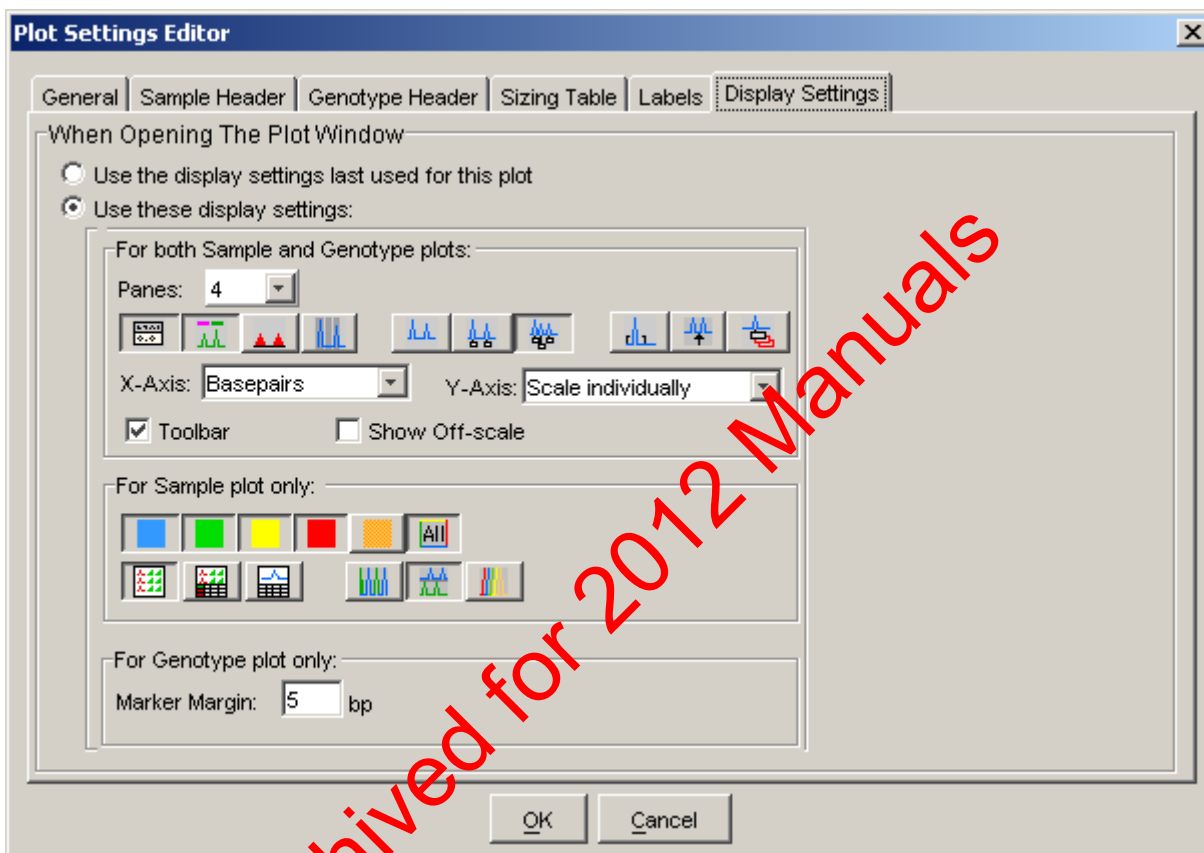 Plot Settings Editor
General Sample Header Genotype Header Sizing Table Labels Display Settings
When Opening The Plot Window
Use the display settings last used for this plot
Use these display settings:
For both Sample and Genotype plots:
Panes: 4
X-Axis: Basepairs Y-Axis: Scale individually
Toolbar Show Off-scale
For Sample plot only:
All
For Genotype plot only:
Marker Margin: 5 bp
OK Cancel
hived for 2012 Manuals